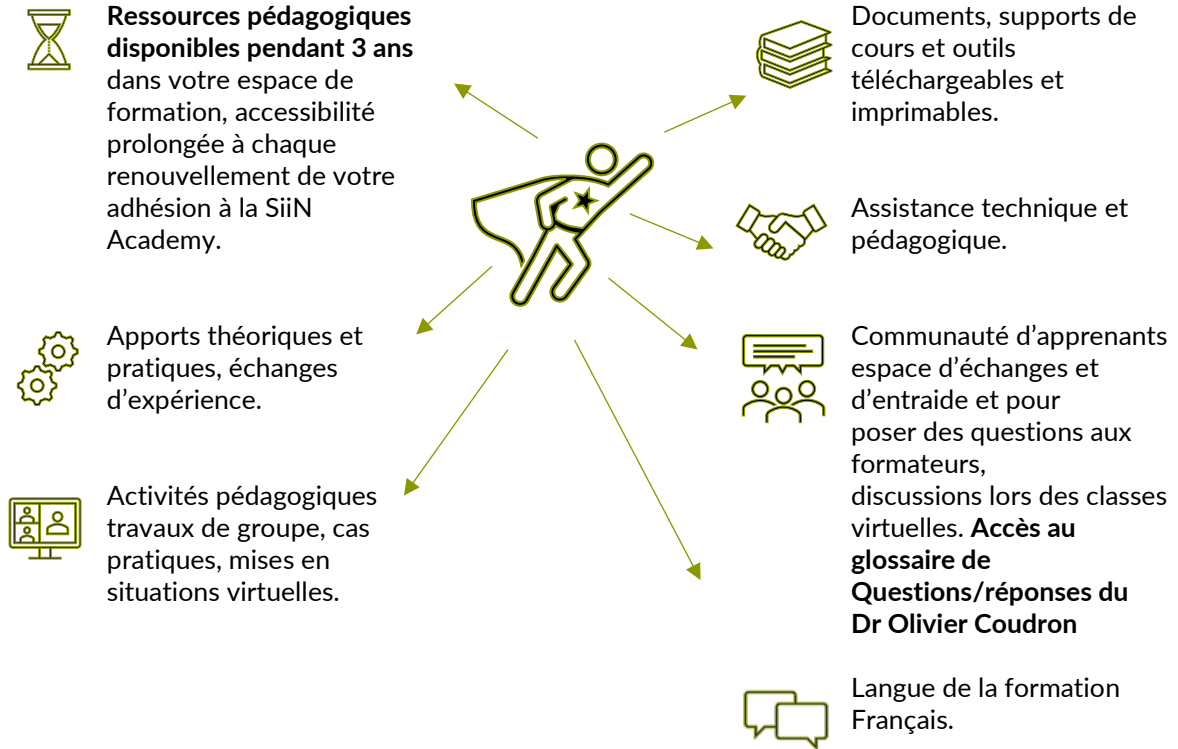 Ressources pédagogiques
disponibles pendant 3 ans
dans votre espace de
formation, accessibilité
prolongée à chaque
renouvellement de votre
adhésion à la SiiN
Academy.
Apports théoriques et
pratiques, échanges
d’expérience.
Activités pédagogiques
travaux de groupe, cas
pratiques, mises en
situations virtuelles.
Documents, supports de
cours et outils
téléchargeables et
imprimables.
Assistance technique et
pédagogique.
Communauté d’apprenants
espace d’échanges et
d’entraide et pour
poser des questions aux
formateurs,
discussions lors des classes
virtuelles. Accès au
glossaire de
Questions/réponses du
Dr Olivier Coudron
Langue de la formation
Français.